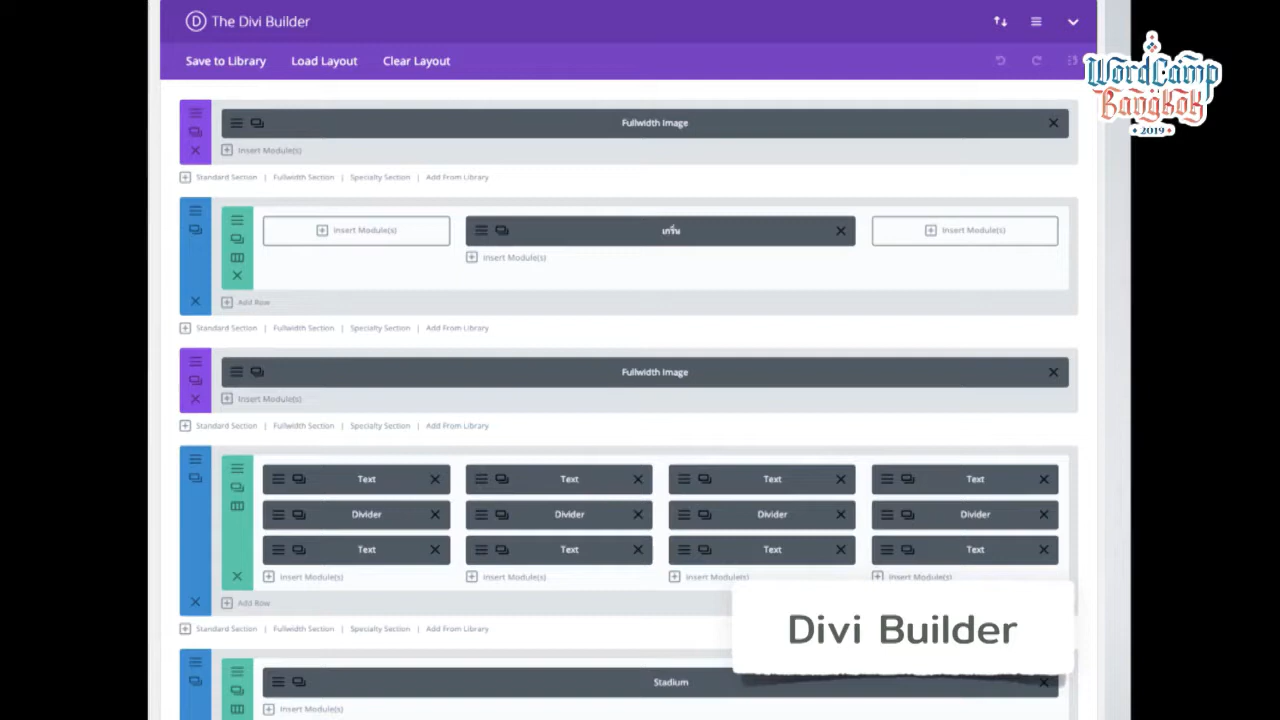 The Divi Builder
Save to Library Load Layout Clear Layout
WordCamp
Bangkok
2019
Fullwidth Image
Insert Module(s)
Standard Section | Fullwidth Section | Specialty Section | Add From Library
Insert Module(s) เกริ่น Insert Module(s)
Insert Module(s)
Add Row
Standard Section | Fullwidth Section | Specialty Section | Add From Library
Fullwidth Image
Insert Module(s)
Standard Section | Fullwidth Section | Specialty Section | Add From Library
Text Text Text Text
Divider Divider Divider Divider
Text Text Text Text
Insert Module(s) Insert Module(s) Insert Module(s) Insert Module(s)
Add Row
Standard Section | Fullwidth Section | Specialty Section | Add From Library
Divi Builder
Stadium
Insert Module(s)